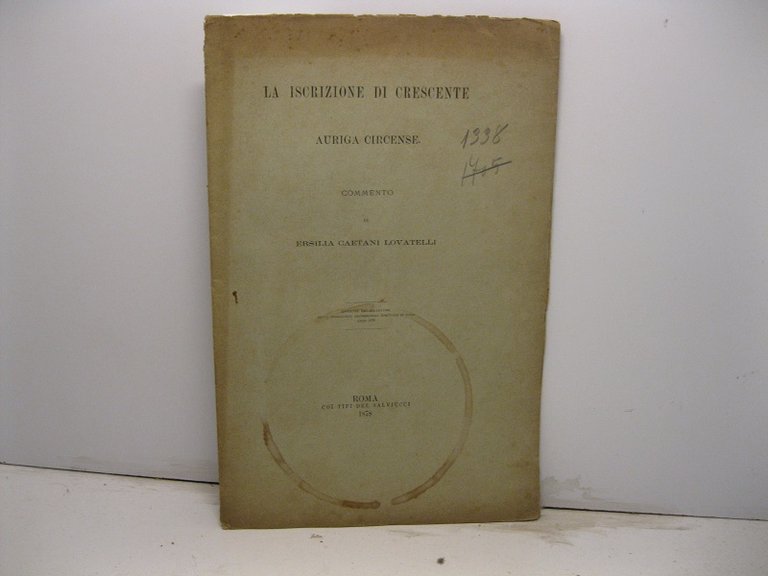 LA ISCRIZIONE DI CRESCENTE
AURIGA CIRCENSE.
1338
COMMENTO
DI
ERSILIA CAETANI LOVATELLI
ROMA
COI TIPI DEL SALVIUCCI
1878